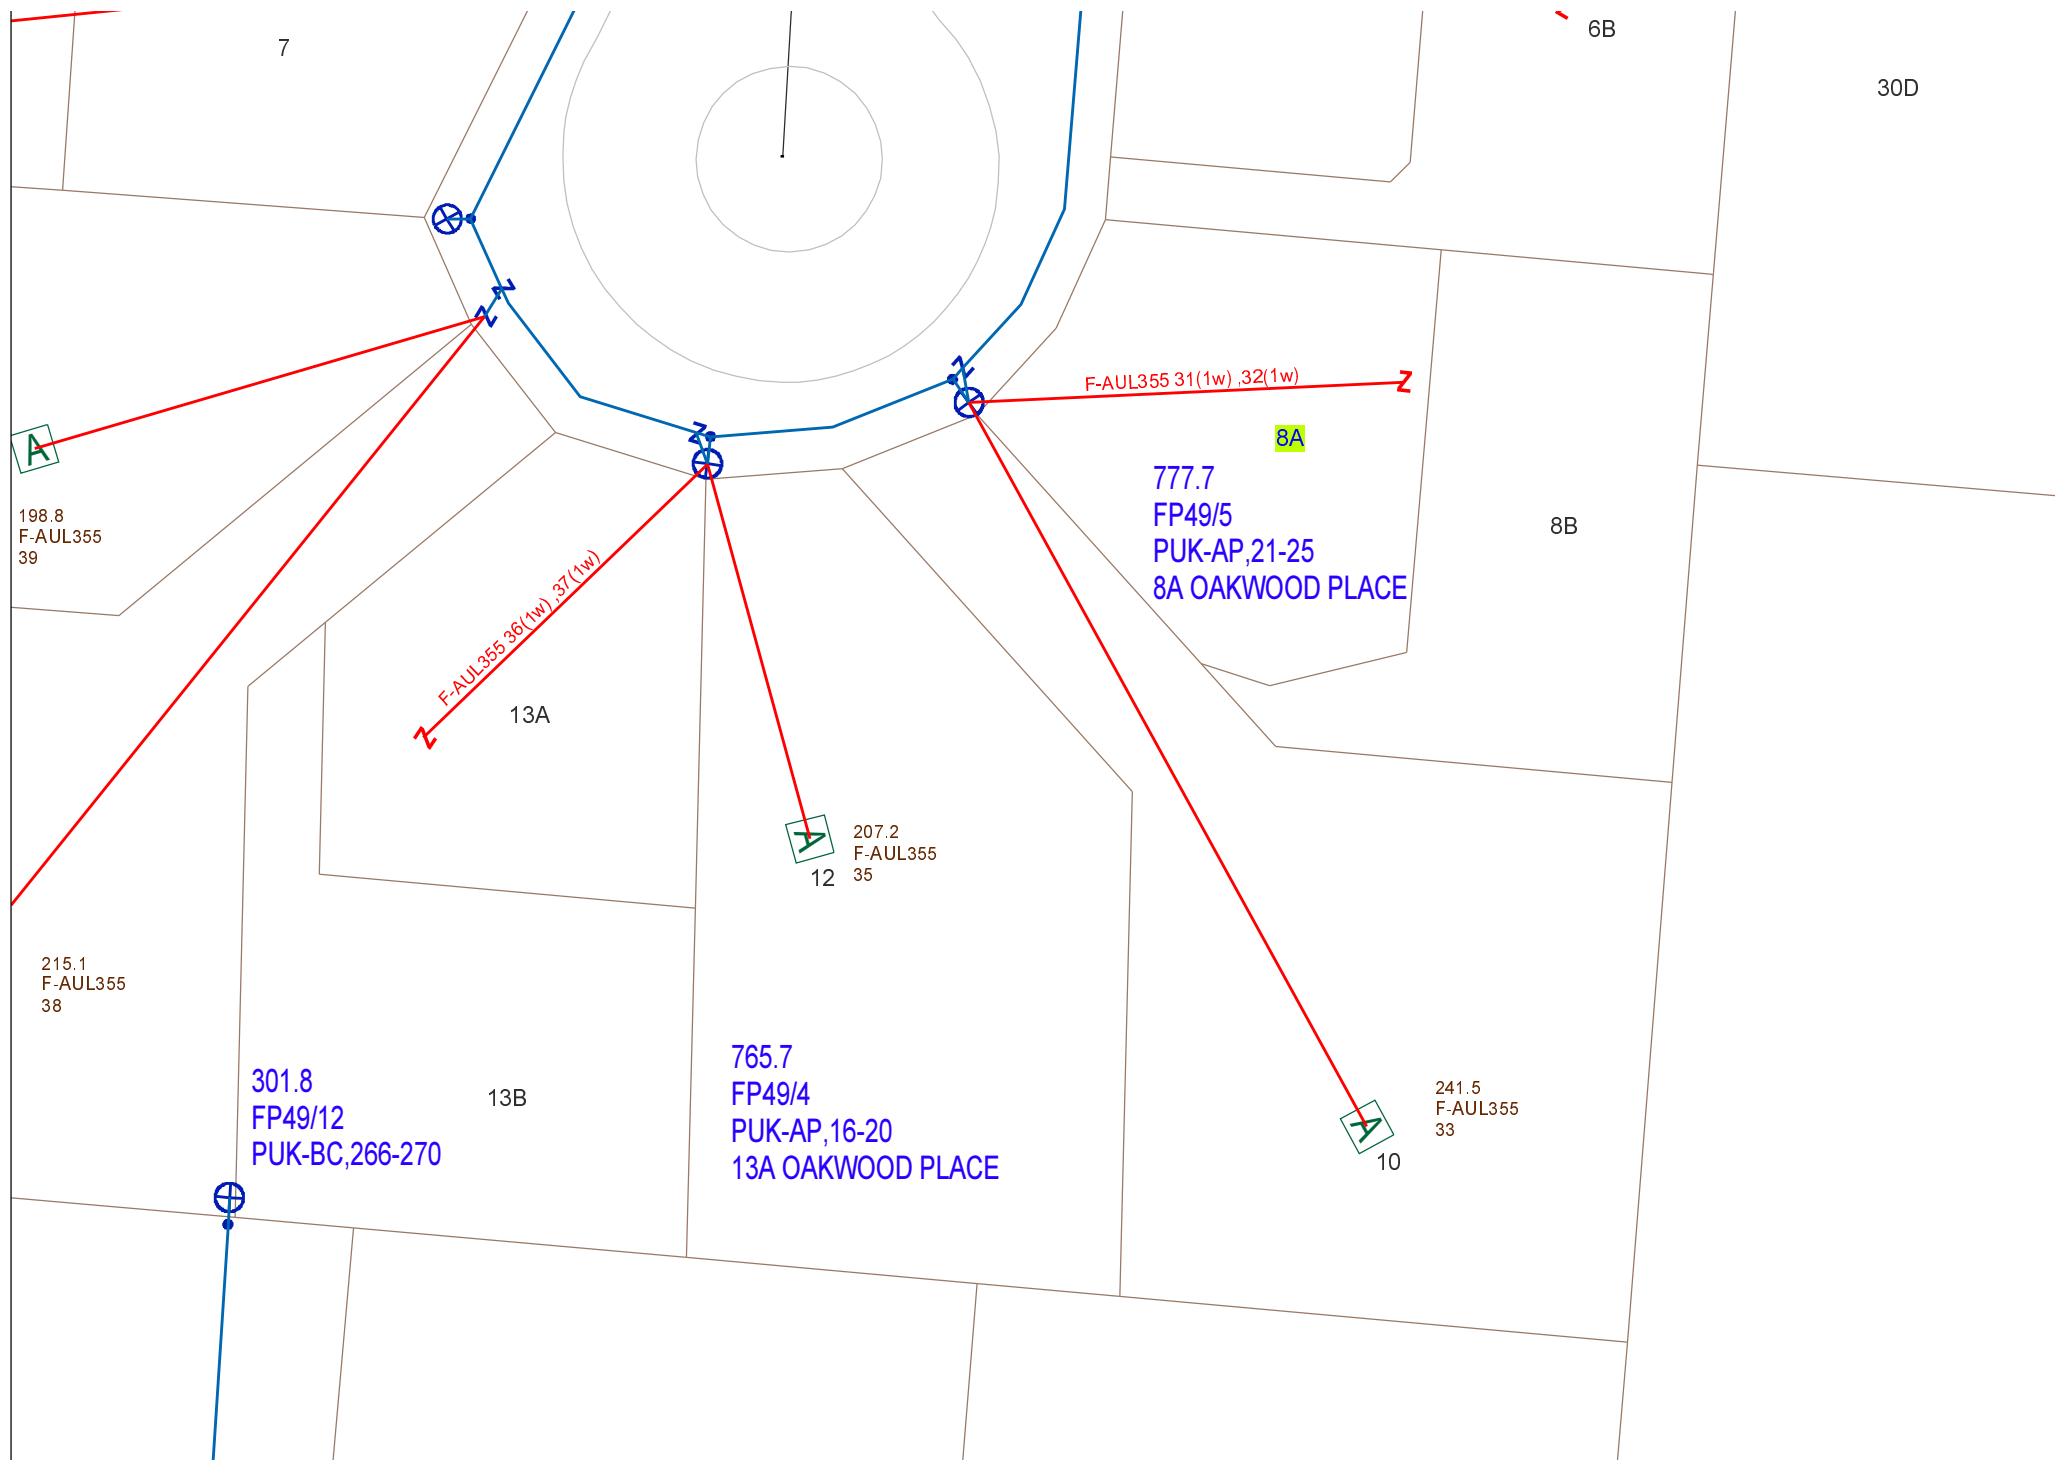 7
6B
30D
F-AUL355 31(1w) ,32(1w)
8A
A
777.7
FP49/5
PUK-AP,21-25
8A OAKWOOD PLACE
8B
198.8
F-AUL355
39
F-AUL355 36(1w) ,37(1w)
13A
A
12
207.2
F-AUL355
35
215.1
F-AUL355
38
301.8
FP49/12
PUK-BC,266-270
13B
765.7
FP49/4
PUK-AP,16-20
13A OAKWOOD PLACE
A
10
241.5
F-AUL355
33